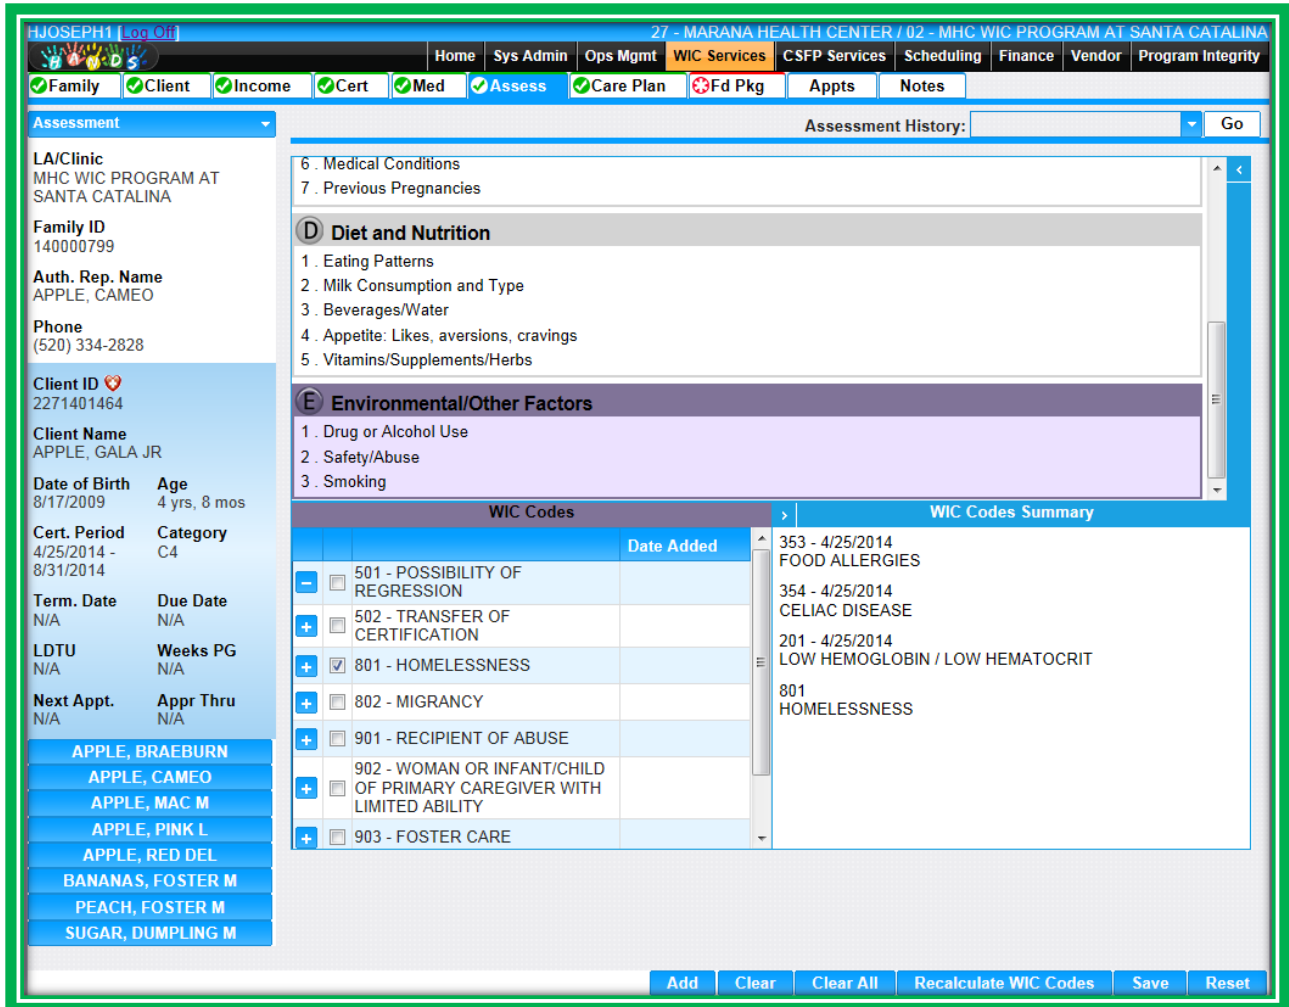 HJOSEPH1 [Log Off]
27 - MARANA HEALTH CENTER / 02 - MHC WIC PROGRAM AT SANTA CATALINA
HANDS
Home Sys Admin Ops Mgmt WIC Services CSFP Services Scheduling Finance Vendor Program Integrity
Family Client Income Cert Med Assess Care Plan Fd Pkg Appts Notes
Assessment
Assessment History: Go
LA/Clinic
MHC WIC PROGRAM AT
SANTA CATALINA
Family ID
140000799
Auth. Rep. Name
APPLE, CAMEO
Phone
(520) 334-2828
Client ID
2271401464
Client Name
APPLE, GALA JR
Date of Birth Age
8/17/2009 4 yrs, 8 mos
Cert. Period Category
4/25/2014 - C4
8/31/2014
Term. Date Due Date
N/A N/A
LDTU Weeks PG
N/A N/A
Next Appt. Appr Thru
N/A N/A
APPLE, BRAEBURN
APPLE, CAMEO
APPLE, MAC M
APPLE, PINK L
APPLE, RED DEL
BANANAS, FOSTER M
PEACH, FOSTER M
SUGAR, DUMPLING M
6 . Medical Conditions
7 . Previous Pregnancies
D Diet and Nutrition
1 . Eating Patterns
2 . Milk Consumption and Type
3 . Beverages/Water
4 . Appetite: Likes, aversions, cravings
5 . Vitamins/Supplements/Herbs
E Environmental/Other Factors
1 . Drug or Alcohol Use
2 . Safety/Abuse
3 . Smoking
WIC Codes
Date Added
501 - POSSIBILITY OF
REGRESSION
502 - TRANSFER OF
CERTIFICATION
801 - HOMELESSNESS
802 - MIGRANCY
901 - RECIPIENT OF ABUSE
902 - WOMAN OR INFANT/CHILD
OF PRIMARY CAREGIVER WITH
LIMITED ABILITY
903 - FOSTER CARE
WIC Codes Summary
353 - 4/25/2014
FOOD ALLERGIES
354 - 4/25/2014
CELIAC DISEASE
201 - 4/25/2014
LOW HEMOGLOBIN / LOW HEMATOCRIT
801
HOMELESSNESS
Add Clear Clear All Recalculate WIC Codes Save Reset